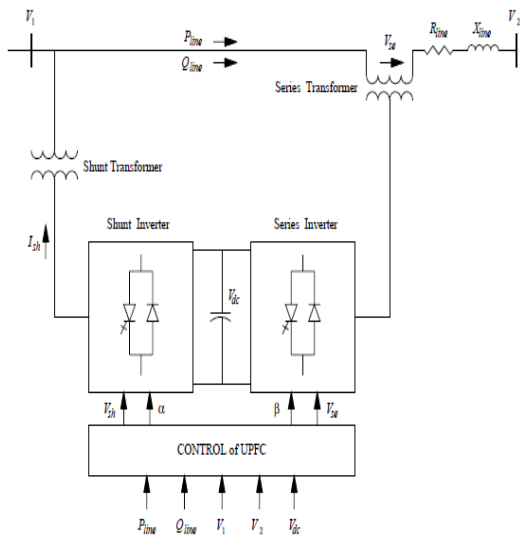 V1
V2
Pline
Qline
Vse
Rline
Xline
Series Transformer
Shunt Transformer
Ish
Shunt Inverter
Series Inverter
Vdc
Vsh
α
β
Vse
CONTROL of UPFC
Pline
Qline
V1
V2
Vdc